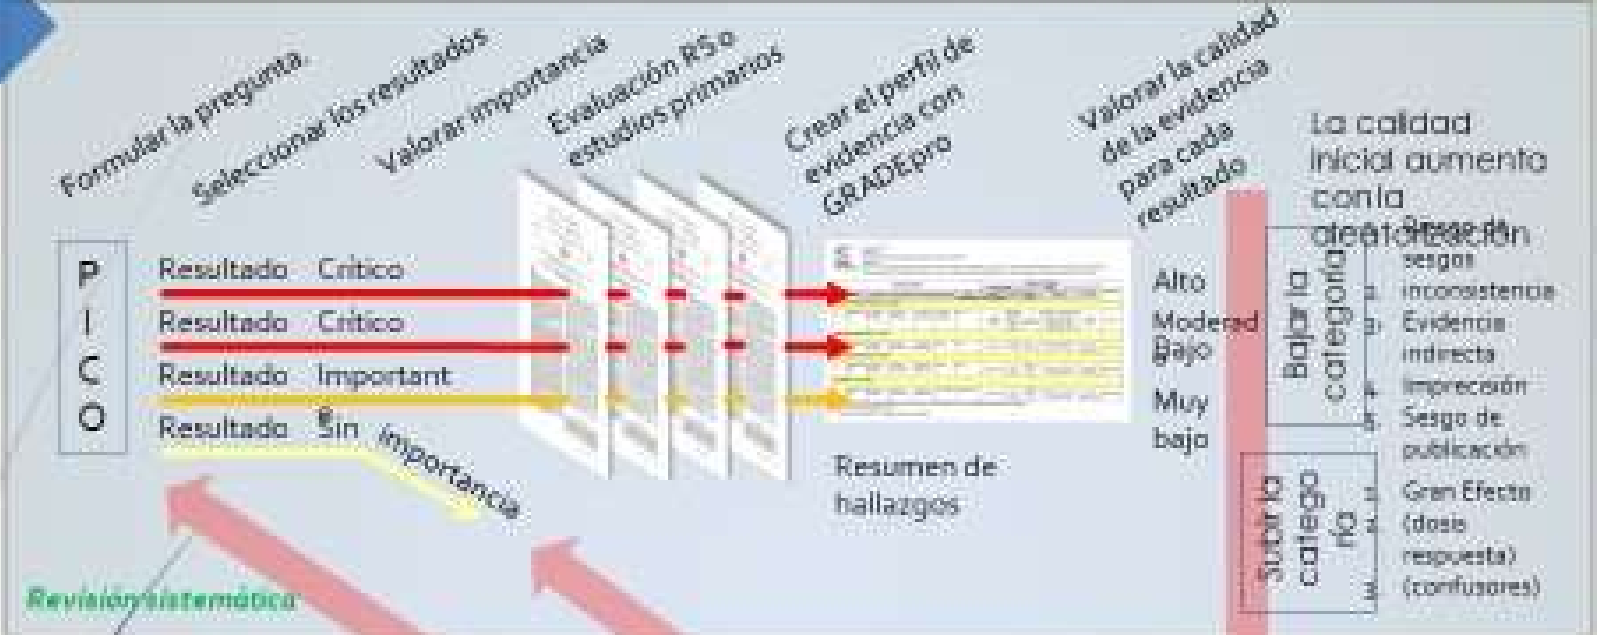 Formular la pregunta.
Seleccionar los resultados
Valorar importancia
Evaluación RS o
estudios primarios
Crear el perfil de
evidencia con
GRADEpro
Valorar la calidad
de la evidencia
para cada
resultado
La calidad
inicial aumenta
con la
aleatorización
P
I
C
O
Resultado Crítico
Resultado Crítico
Resultado Important
e
Resultado Sin importancia
Resumen de
hallazgos
Alto
Moderad
o
Bajo
Muy
bajo
Bajar la
categoría
1. Riesgo de
sesgos
2. inconsistencia
3. Evidencia
indirecta
4. Imprecisión
5. Sesgo de
publicación
Subir la
catego
ría
1. Gran Efecto
2. (dosis
respuesta)
3. (confusores)
Revisión sistemática